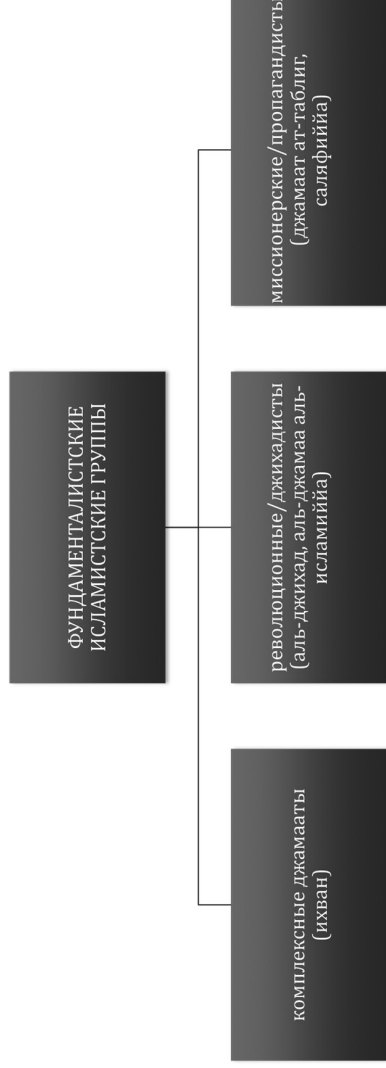 ФУНДАМЕНТАЛИСТСКИЕ
ИСЛАМИСТСКИЕ ГРУППЫ
комплексные джамааты
(ихван)
революционные/джихадисты
(аль-джихад, аль-джамаа аль-
исламиййа)
миссионерские/пропагандисты
(джамаат ат-таблиг,
саляфиййа)